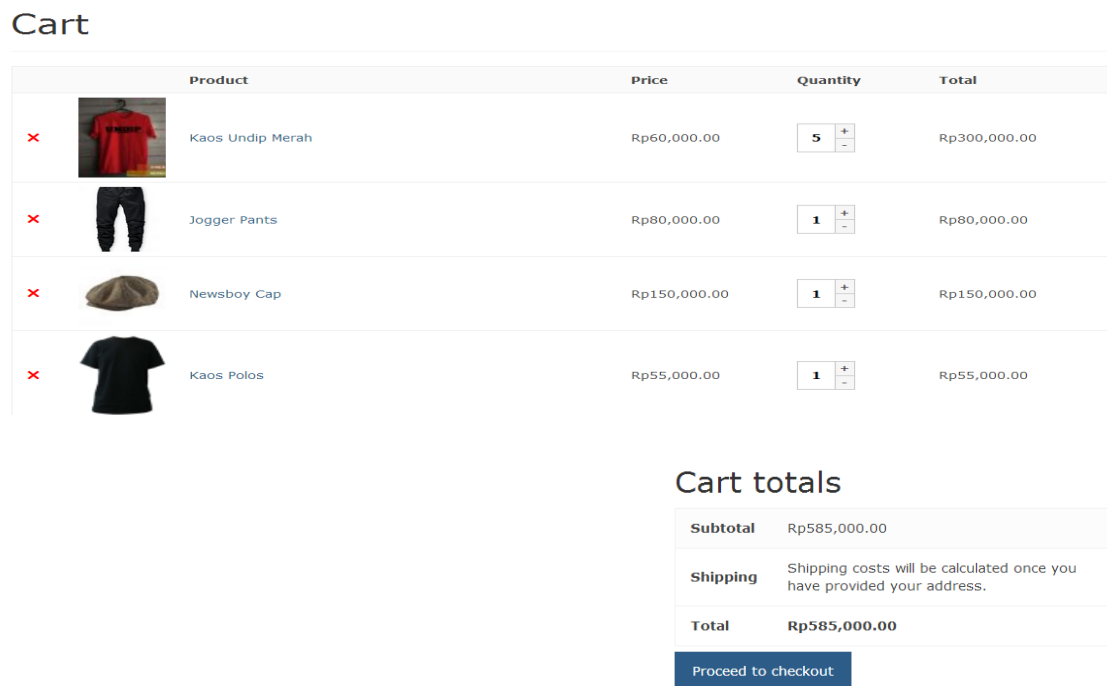 Cart
Product Price Quantity Total
× UNDIP Kaos Undip Merah Rp60,000.00 5 + - Rp300,000.00
× Jogger Pants Rp80,000.00 1 + - Rp80,000.00
× Newsboy Cap Rp150,000.00 1 + - Rp150,000.00
× Kaos Polos Rp55,000.00 1 + - Rp55,000.00
Cart totals
Subtotal Rp585,000.00
Shipping Shipping costs will be calculated once you
have provided your address.
Total Rp585,000.00
Proceed to checkout